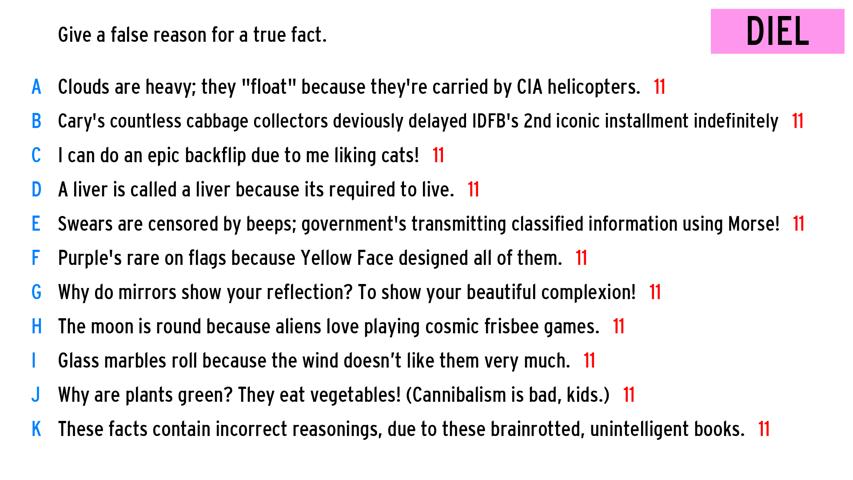 Give a false reason for a true fact.
DIEL
A Clouds are heavy; they "float" because they're carried by CIA helicopters. 11
B Cary's countless cabbage collectors deviously delayed IDFB's 2nd iconic installment indefinitely 11
C I can do an epic backflip due to me liking cats! 11
D A liver is called a liver because its required to live. 11
E Swears are censored by beeps; government's transmitting classified information using Morse! 11
F Purple's rare on flags because Yellow Face designed all of them. 11
G Why do mirrors show your reflection? To show your beautiful complexion! 11
H The moon is round because aliens love playing cosmic frisbee games. 11
I Glass marbles roll because the wind doesn’t like them very much. 11
J Why are plants green? They eat vegetables! (Cannibalism is bad, kids.) 11
K These facts contain incorrect reasonings, due to these brainrotted, unintelligent books. 11